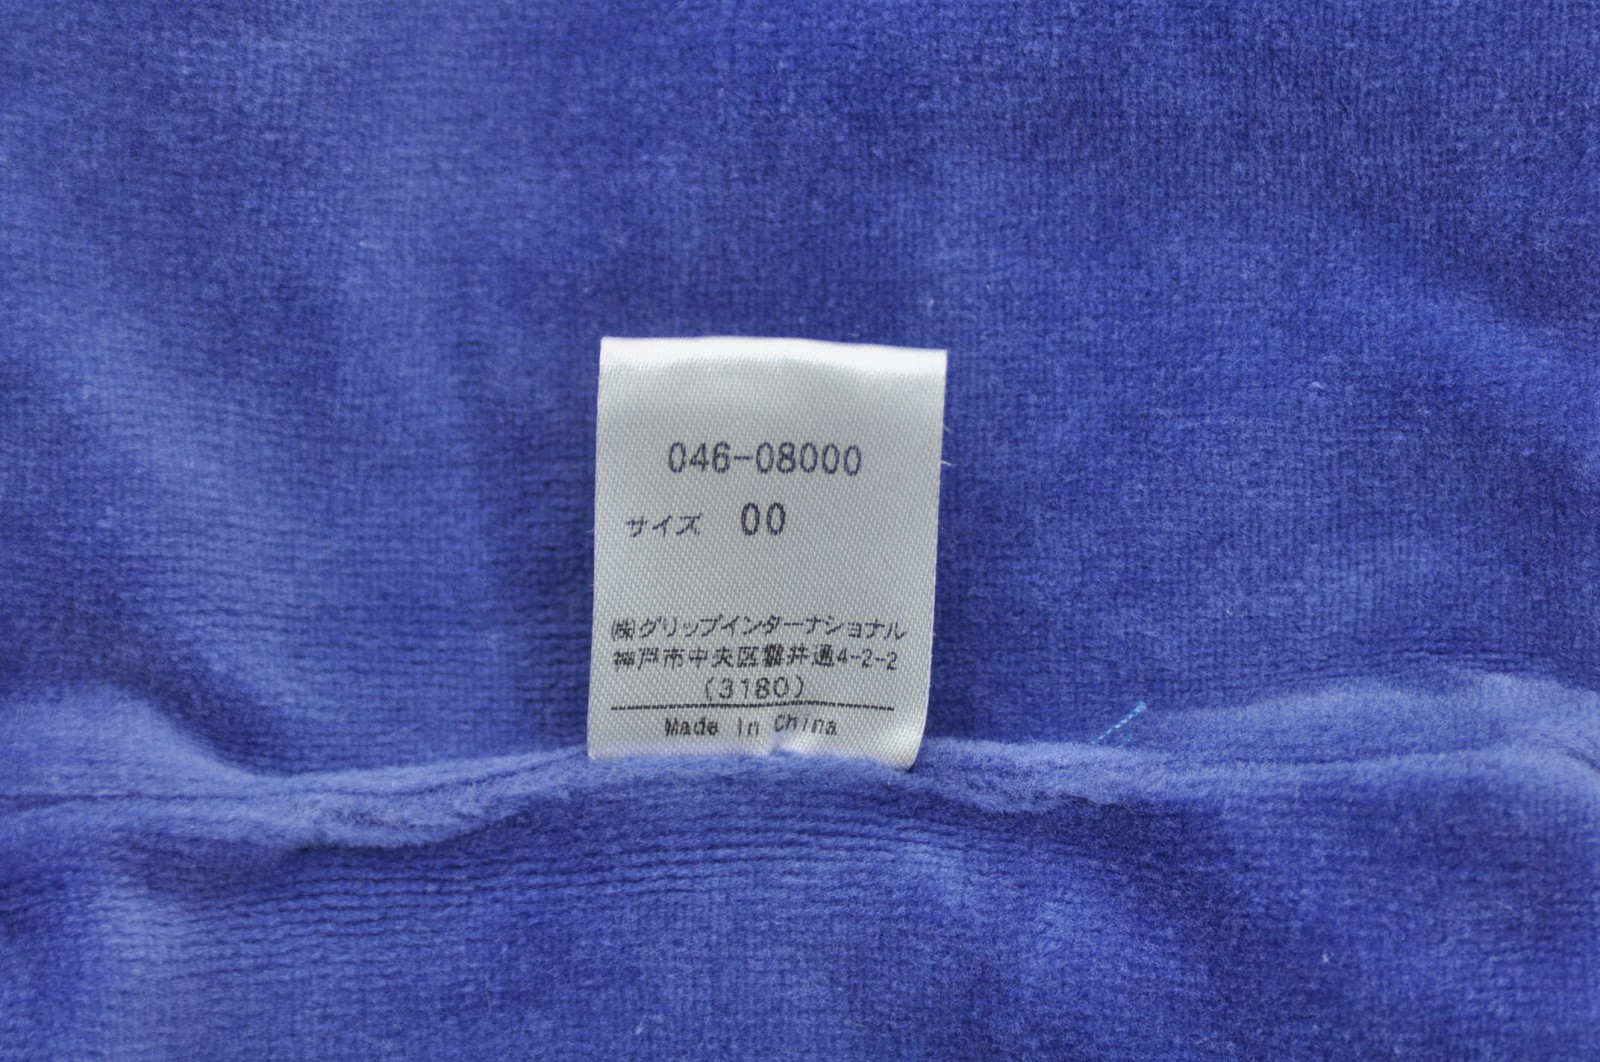 046-08000
サイズ 00
(株)グリップインターナショナル
神戸市中央区磯上通4-2-2
(3180)
Made in China